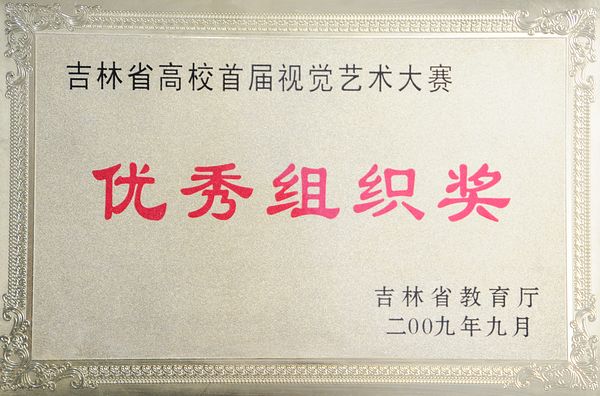 吉林省高校首届视觉艺术大赛
优秀组织奖
吉林省教育厅
二00九年九月